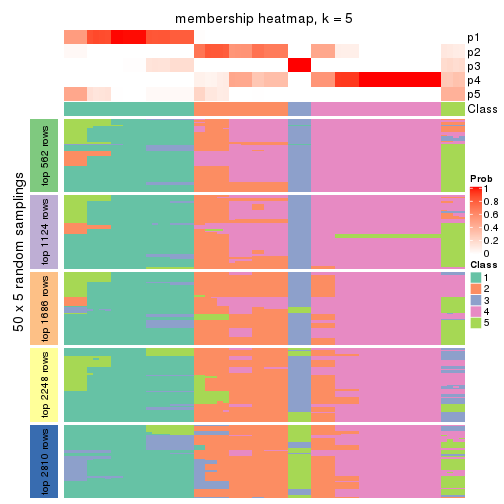 membership heatmap, k = 5
p1
p2
p3
p4
p5
Class
50 x 5 random samplings
top 562 rows
top 1124 rows
top 1686 rows
top 2248 rows
top 2810 rows
Prob
1
0.8
0.6
0.4
0.2
0
Class
1
2
3
4
5